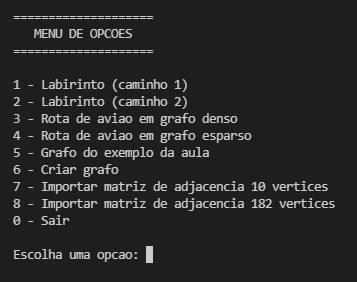 ====================
MENU DE OPCOES
====================
1 - Labirinto (caminho 1)
2 - Labirinto (caminho 2)
3 - Rota de aviao em grafo denso
4 - Rota de aviao em grafo esparso
5 - Grafo do exemplo da aula
6 - Criar grafo
7 - Importar matriz de adjacencia 10 vertices
8 - Importar matriz de adjacencia 182 vertices
0 - Sair
Escolha uma opcao: